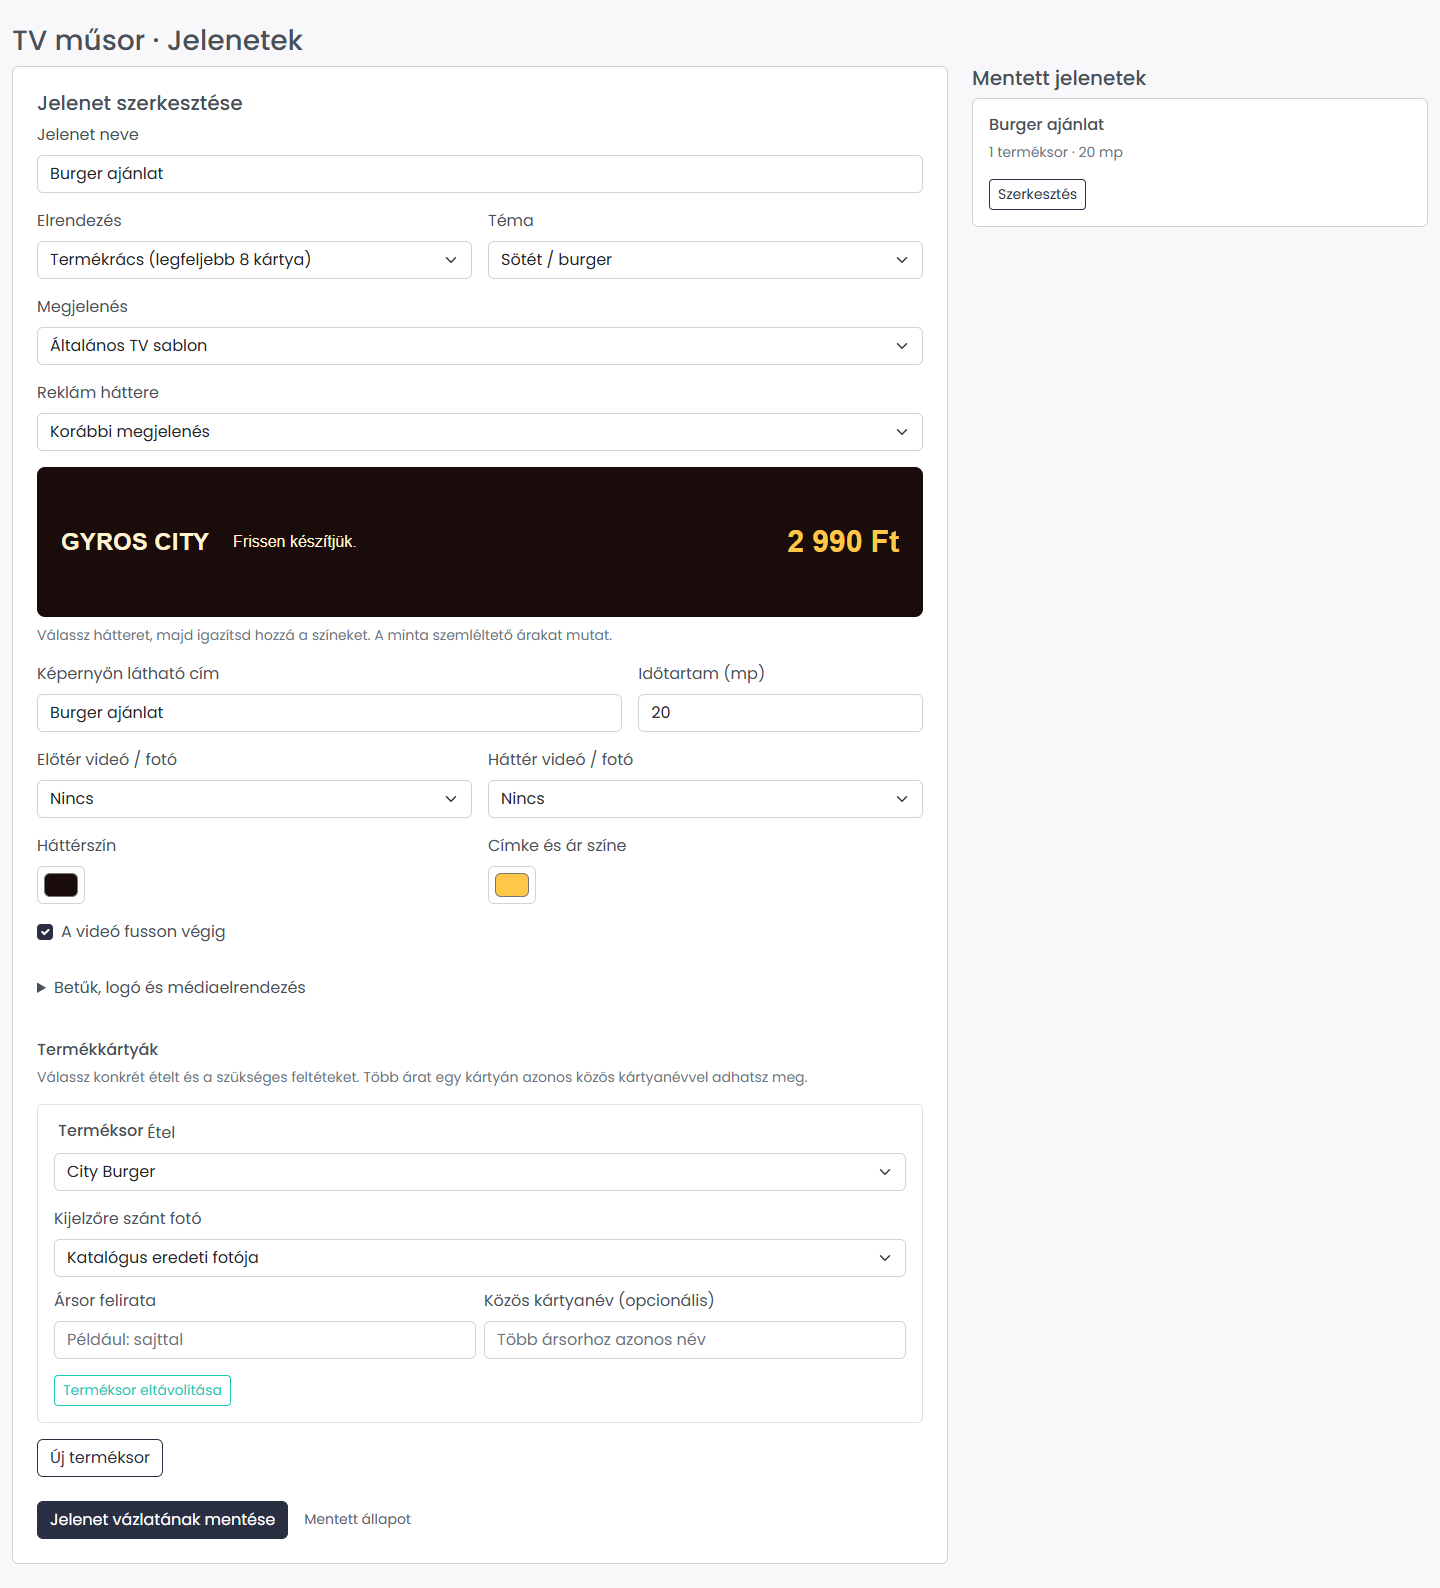 TV műsor · Jelenetek
Jelenet szerkesztése
Jelenet neve
Burger ajánlat
Elrendezés
Téma
Termékrács (legfeljebb 8 kártya)
Sötét / burger
Megjelenés
Általános TV sablon
Reklám háttere
Korábbi megjelenés
GYROS CITY Frissen készítjük. 2 990 Ft
Válassz hátteret, majd igazítsd hozzá a színeket. A minta szemléltető árakat mutat.
Képernyőn látható cím
Időtartam (mp)
Burger ajánlat
20
Előtér videó / fotó
Háttér videó / fotó
Nincs
Nincs
Háttérszín
Címke és ár színe
A videó fusson végig
Betűk, logó és médiaelrendezés
Termékkártyák
Válassz konkrét ételt és a szükséges feltéteket. Több árat egy kártyán azonos közös kártyanévvel adhatsz meg.
Terméksor Étel
City Burger
Kijelzőre szánt fotó
Katalógus eredeti fotója
Ársor felirata
Közös kártyanév (opcionális)
Például: sajttal
Több ársorhoz azonos név
Terméksor eltávolítása
Új terméksor
Jelenet vázlatának mentése
Mentett állapot
Mentett jelenetek
Burger ajánlat
1 terméksor · 20 mp
Szerkesztés